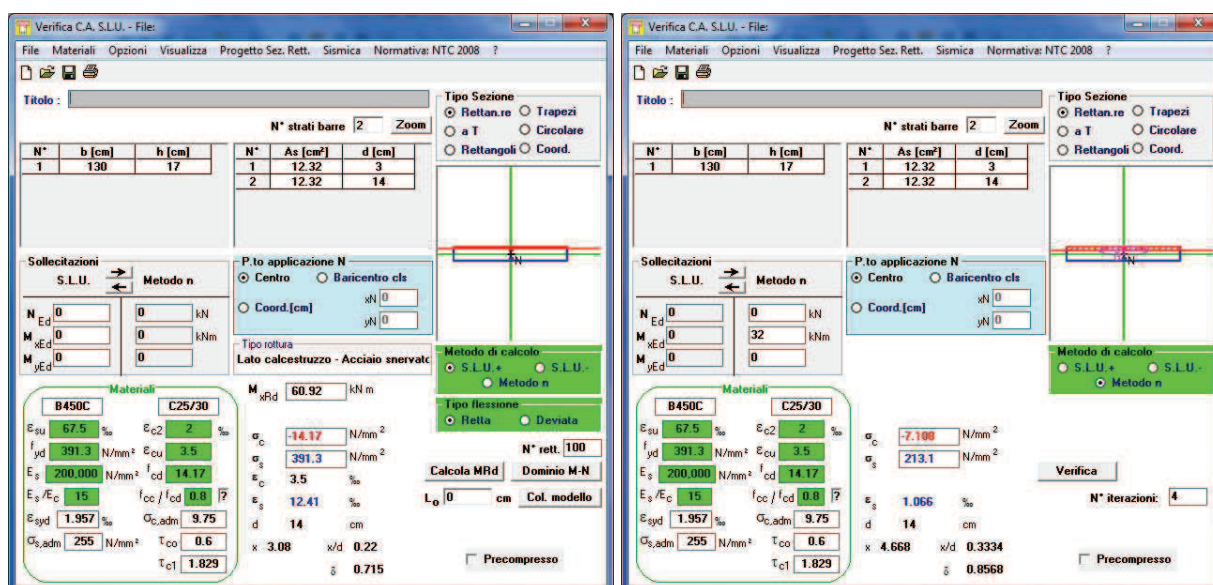 Verifica C.A. S.L.U. - File:
File Materiali Opzioni Visualizza Progetto Sez. Rett. Sismica Normativa: NTC 2008 ?
Titolo :
N° strati barre 2 Zoom
Tipo Sezione
Rettan.re Trapezi
a T Circolare
Rettangoli Coord.
N° b [cm] h [cm]
1 130 17
N° As [cm²] d [cm]
1 12.32 3
2 12.32 14
N
Sollecitazioni
S.L.U. Metodo n
N Ed 0 0 kN
M xEd 0 0 kNm
M yEd 0 0
P.to applicazione N
Centro Baricentro cls
Coord.[cm] xN 0
yN 0
Tipo rottura
Lato calcestruzzo - Acciaio snervato
Metodo di calcolo
S.L.U.+ S.L.U.-
Metodo n
Tipo flessione
Retta Deviata
N° rett. 100
Calcola MRd Dominio M-N
L₀ 0 cm Col. modello
Precompresso
Materiali
B450C C25/30
εsu 67.5 ‰ εc2 2 ‰
fyd 391.3 N/mm² εcu 3.5
Es 200,000 N/mm² fcd 14.17
Es/Ec 15 fcc / fcd 0.8 ?
εsyd 1.957 ‰ σc,adm 9.75
σs,adm 255 N/mm² τco 0.6
τc1 1.829
M xRd 60.92 kN m
σc -14.17 N/mm²
σs 391.3 N/mm²
εc 3.5 ‰
εs 12.41 ‰
d 14 cm
x 3.08 x/d 0.22
δ 0.715
Verifica C.A. S.L.U. - File:
File Materiali Opzioni Visualizza Progetto Sez. Rett. Sismica Normativa: NTC 2008 ?
Titolo :
N° strati barre 2 Zoom
Tipo Sezione
Rettan.re Trapezi
a T Circolare
Rettangoli Coord.
N° b [cm] h [cm]
1 130 17
N° As [cm²] d [cm]
1 12.32 3
2 12.32 14
N
Sollecitazioni
S.L.U. Metodo n
N Ed 0 0 kN
M xEd 0 32 kNm
M yEd 0 0
P.to applicazione N
Centro Baricentro cls
Coord.[cm] xN 0
yN 0
Metodo di calcolo
S.L.U.+ S.L.U.-
Metodo n
Verifica
N° iterazioni: 4
Precompresso
Materiali
B450C C25/30
εsu 67.5 ‰ εc2 2 ‰
fyd 391.3 N/mm² εcu 3.5
Es 200,000 N/mm² fcd 14.17
Es/Ec 15 fcc / fcd 0.8 ?
εsyd 1.957 ‰ σc,adm 9.75
σs,adm 255 N/mm² τco 0.6
τc1 1.829
σc -7.108 N/mm²
σs 213.1 N/mm²
εs 1.066 ‰
d 14 cm
x 4.668 x/d 0.3334
δ 0.8568